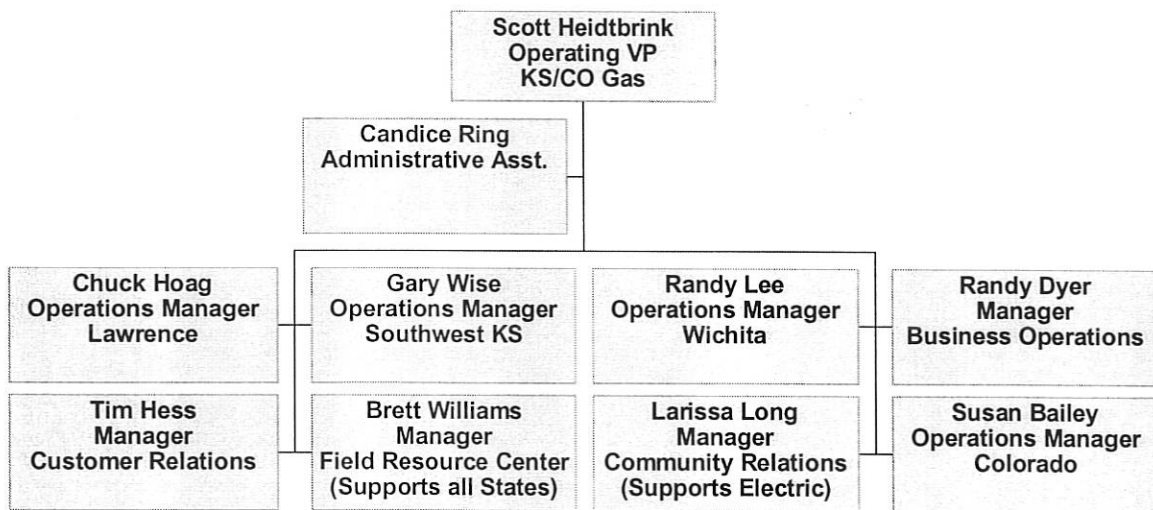 Scott Heidtbrink
Operating VP
KS/CO Gas
Candice Ring
Administrative Asst.
Chuck Hoag
Operations Manager
Lawrence
Gary Wise
Operations Manager
Southwest KS
Randy Lee
Operations Manager
Wichita
Randy Dyer
Manager
Business Operations
Tim Hess
Manager
Customer Relations
Brett Williams
Manager
Field Resource Center
(Supports all States)
Larissa Long
Manager
Community Relations
(Supports Electric)
Susan Bailey
Operations Manager
Colorado